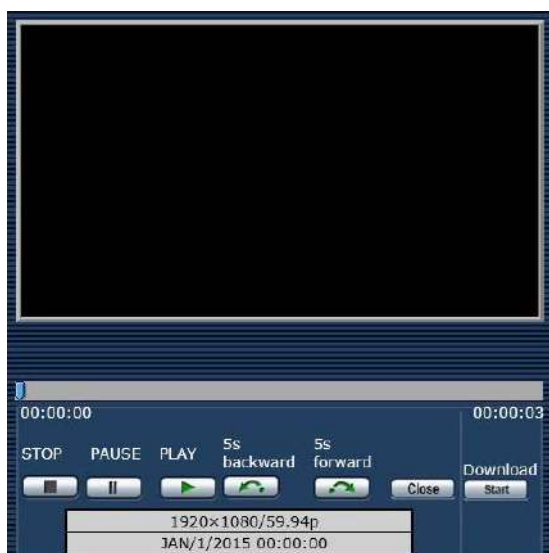 00:00:00 00:00:03
STOP PAUSE PLAY 5s backward 5s forward Download
Close Start
1920×1080/59.94p
JAN/1/2015 00:00:00